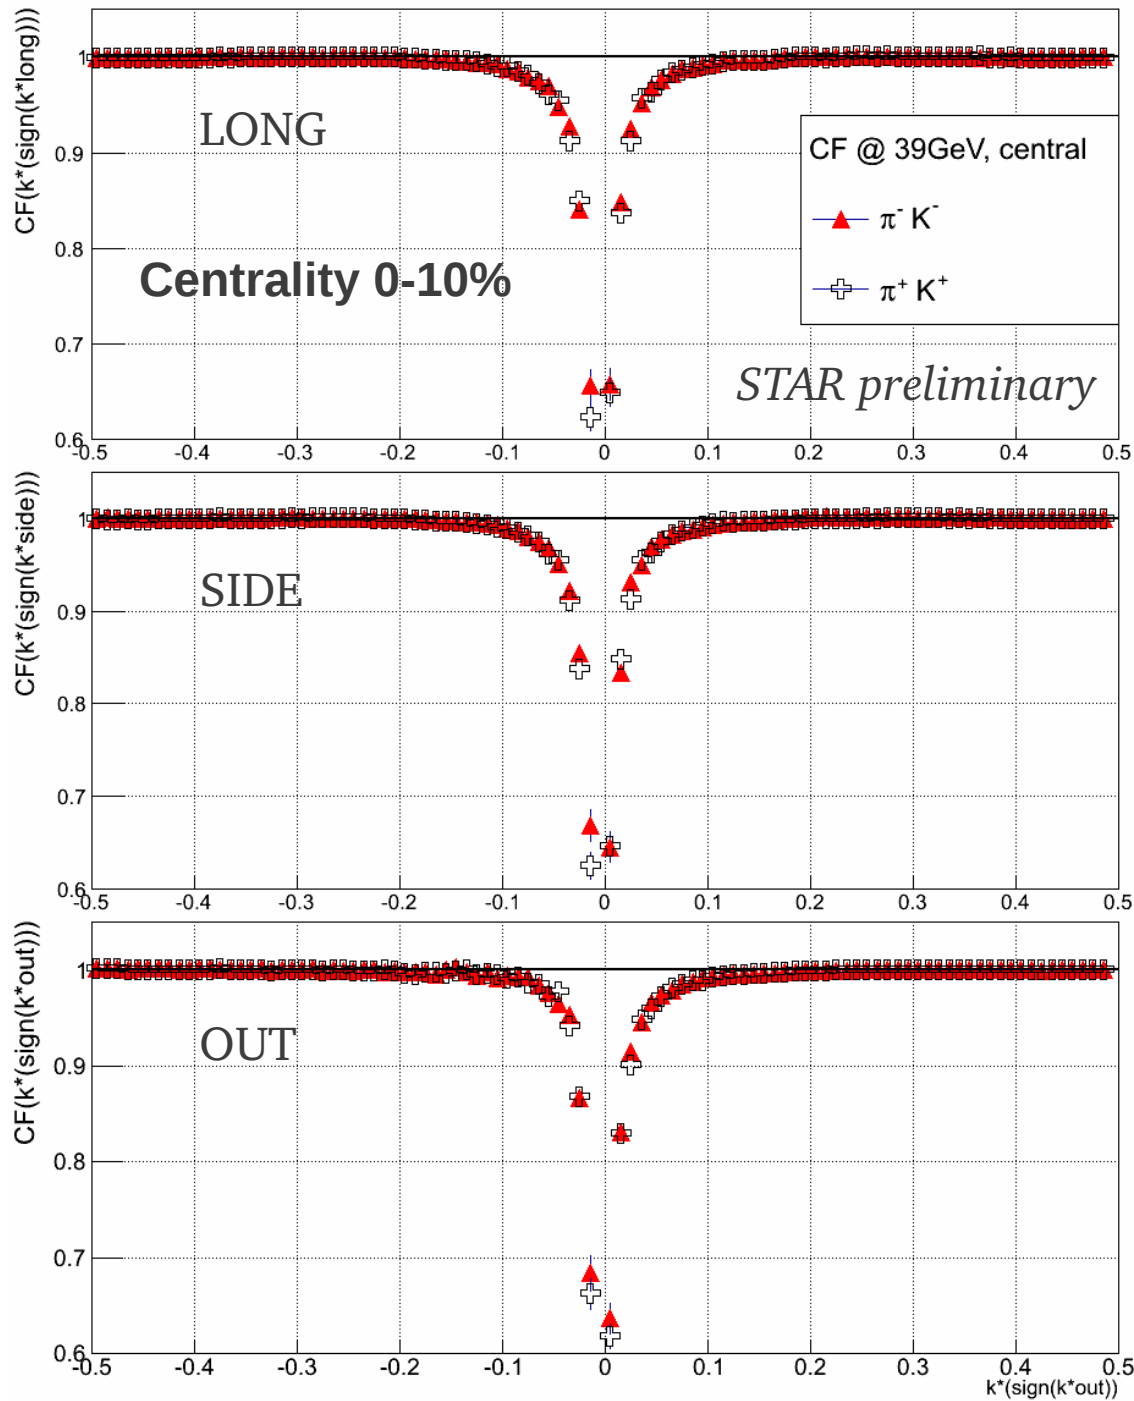 CF(k*(sign(k*long)))
1
0.9
0.8
0.7
0.6
LONG
Centrality 0-10%
CF @ 39GeV, central
π- K-
π+ K+
STAR preliminary
-0.5 -0.4 -0.3 -0.2 -0.1 0 0.1 0.2 0.3 0.4 0.5
CF(k*(sign(k*side)))
1
0.9
0.8
0.7
0.6
SIDE
-0.5 -0.4 -0.3 -0.2 -0.1 0 0.1 0.2 0.3 0.4 0.5
CF(k*(sign(k*out)))
1
0.9
0.8
0.7
0.6
OUT
-0.5 -0.4 -0.3 -0.2 -0.1 0 0.1 0.2 0.3 0.4 0.5
k*(sign(k*out))